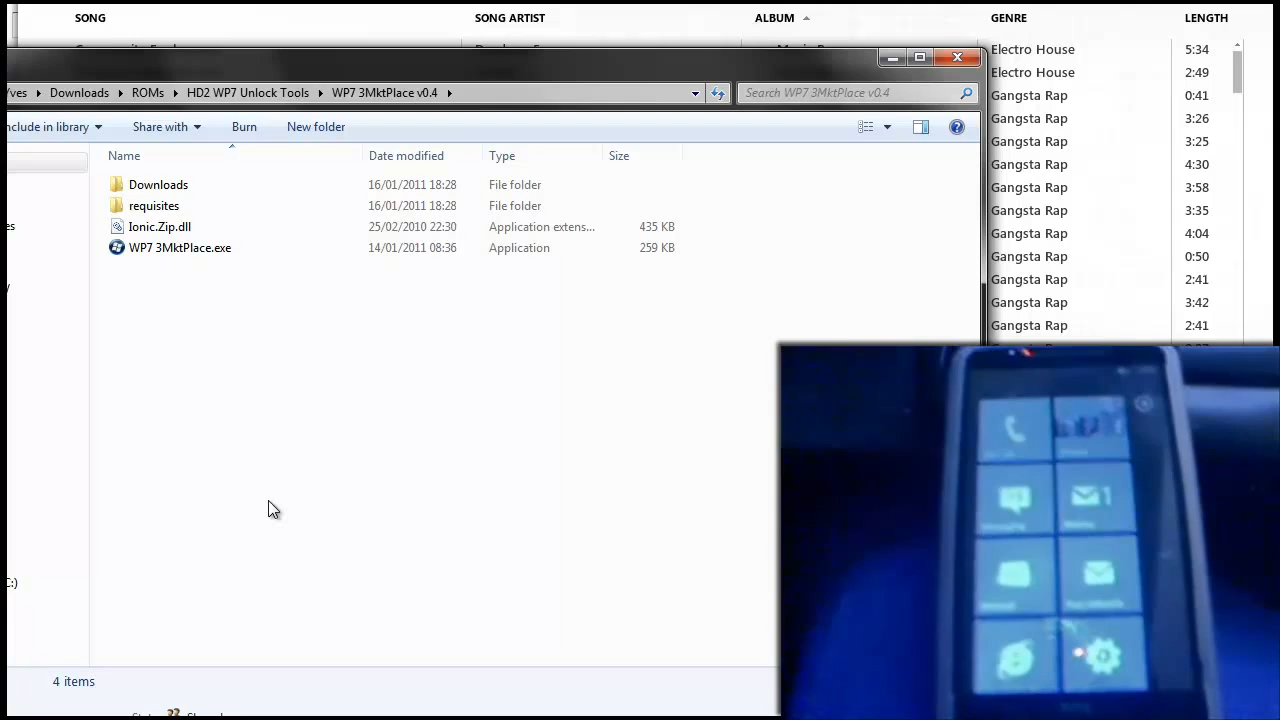 SONG SONG ARTIST ALBUM GENRE LENGTH
Electro House 5:34
Electro House 2:49
Gangsta Rap 0:41
Gangsta Rap 3:26
Gangsta Rap 3:25
Gangsta Rap 4:30
Gangsta Rap 3:58
Gangsta Rap 3:35
Gangsta Rap 4:04
Gangsta Rap 0:50
Gangsta Rap 2:41
Gangsta Rap 3:42
Gangsta Rap 2:41
Downloads ROMs HD2 WP7 Unlock Tools WP7 3MktPlace v0.4 Search WP7 3MktPlace v0.4
nclude in library Share with Burn New folder
Name Date modified Type Size
Downloads 16/01/2011 18:28 File folder
requisites 16/01/2011 18:28 File folder
Ionic.Zip.dll 25/02/2010 22:30 Application extens... 435 KB
WP7 3MktPlace.exe 14/01/2011 08:36 Application 259 KB
C:)
4 items
1